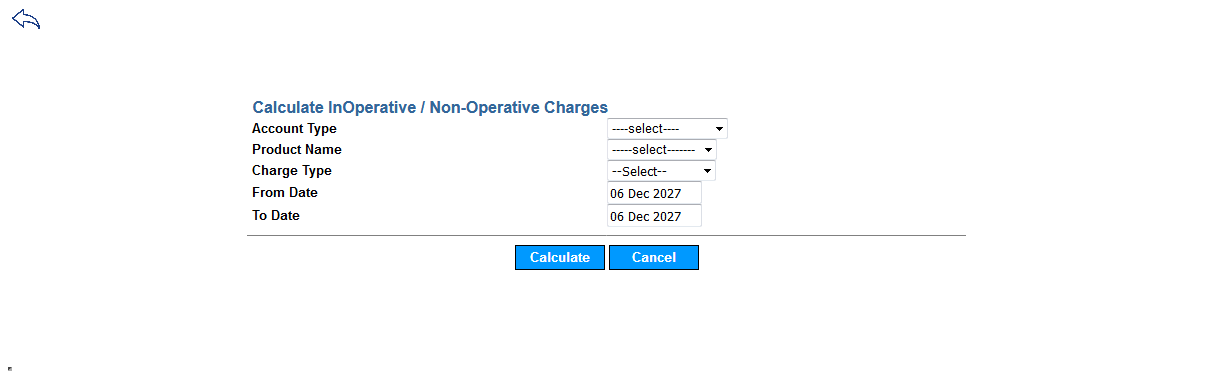 Calculate InOperative / Non-Operative Charges
Account Type ----select----
Product Name -----select-------
Charge Type --Select--
From Date 06 Dec 2027
To Date 06 Dec 2027
Calculate Cancel